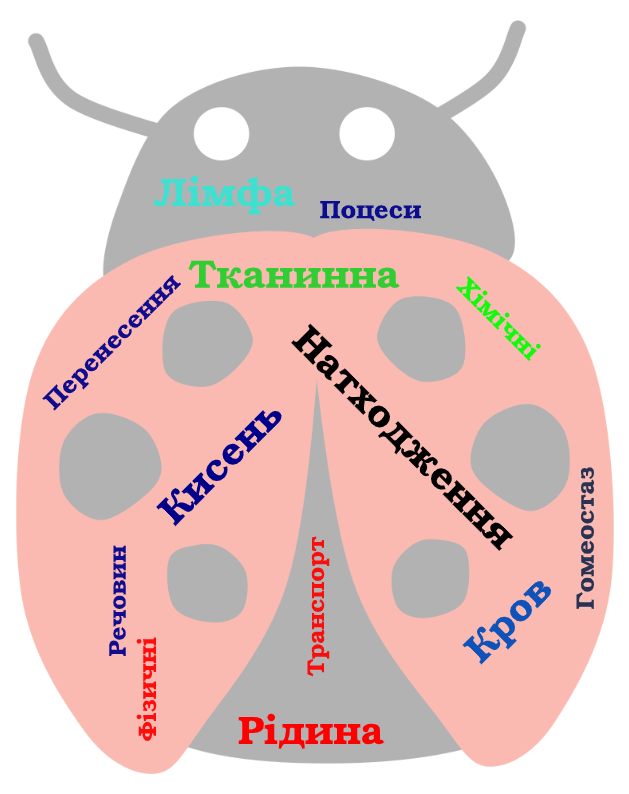 Лімфа
Поцеси
Тканинна
Хімічні
Перенесення
Натходження
Кисень
Гомеостаз
Речовин
Транспорт
Кров
Фізичні
Рідина